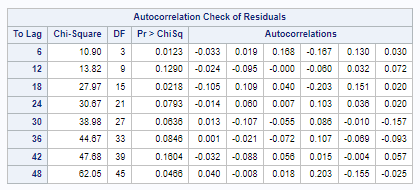 Autocorrelation Check of Residuals
To Lag Chi-Square DF Pr > ChiSq Autocorrelations
6 10.90 3 0.0123 -0.033 0.019 0.168 -0.167 0.130 0.030
12 13.82 9 0.1290 -0.024 -0.095 -0.000 -0.060 0.032 0.072
18 27.97 15 0.0218 -0.105 0.109 0.040 -0.203 0.151 0.020
24 30.67 21 0.0793 -0.014 0.060 0.007 0.103 0.036 0.020
30 38.98 27 0.0636 0.013 -0.107 -0.055 0.086 -0.010 -0.157
36 44.67 33 0.0846 0.001 -0.021 -0.072 0.107 -0.069 -0.093
42 47.68 39 0.1604 -0.032 -0.088 0.056 0.015 -0.004 0.057
48 62.05 45 0.0466 0.040 -0.008 0.018 0.203 -0.155 -0.025